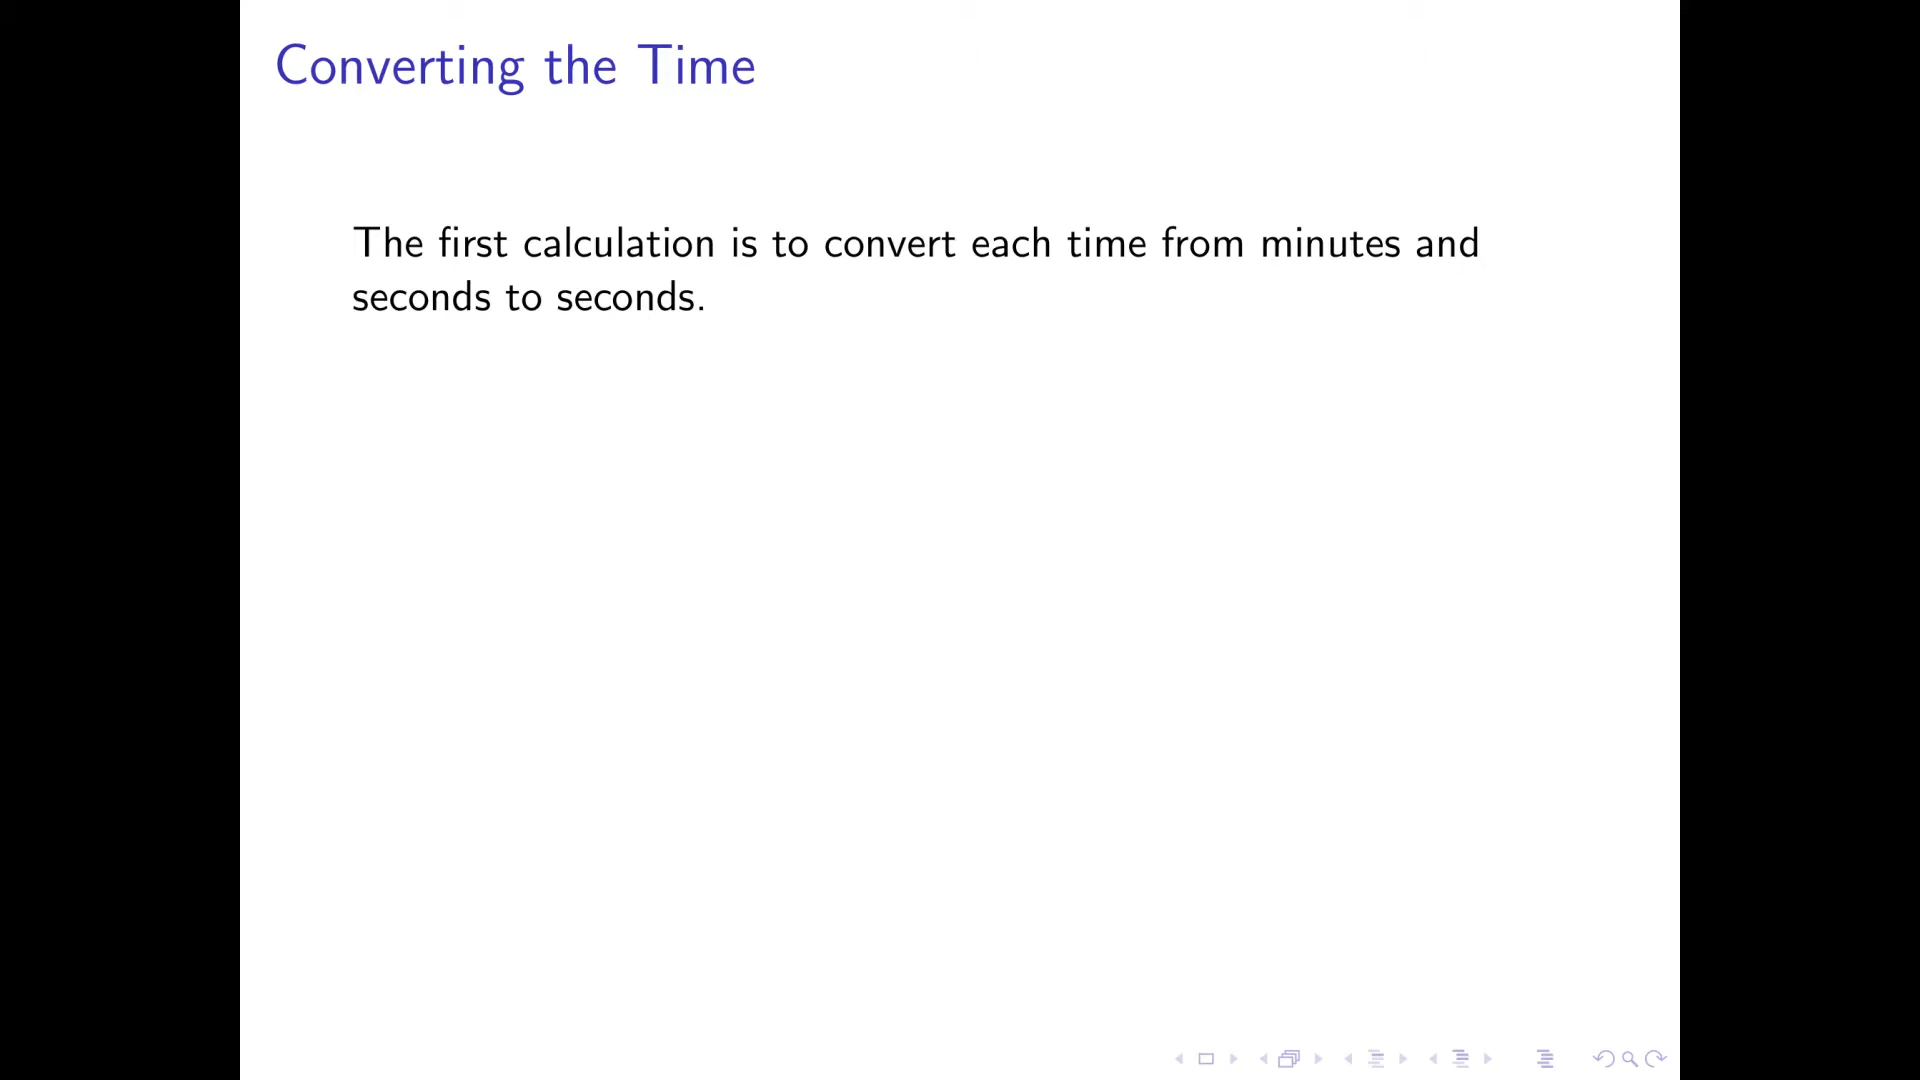 Converting the Time
The first calculation is to convert each time from minutes and
seconds to seconds.